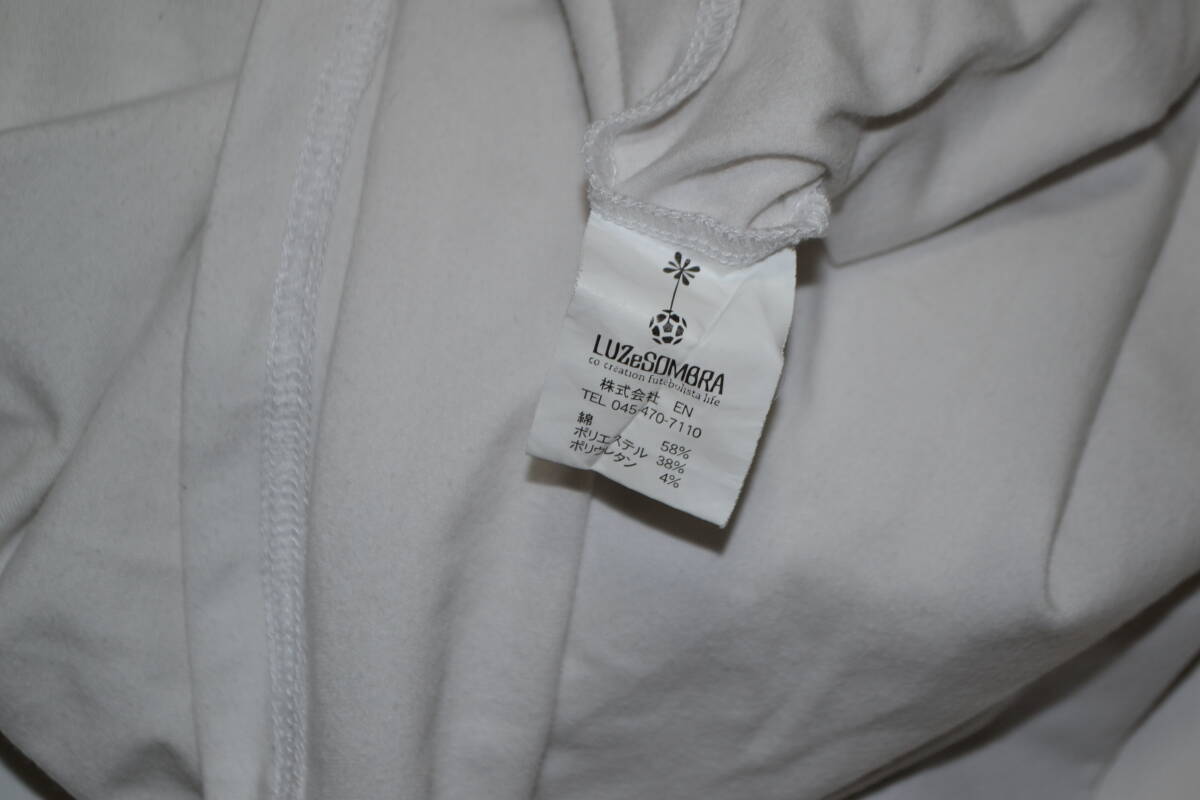 LUZeSOMBRA
co creation futebolista life
株式会社 EN
TEL 045-470-7110
綿 58%
ポリエステル 38%
ポリウレタン 4%